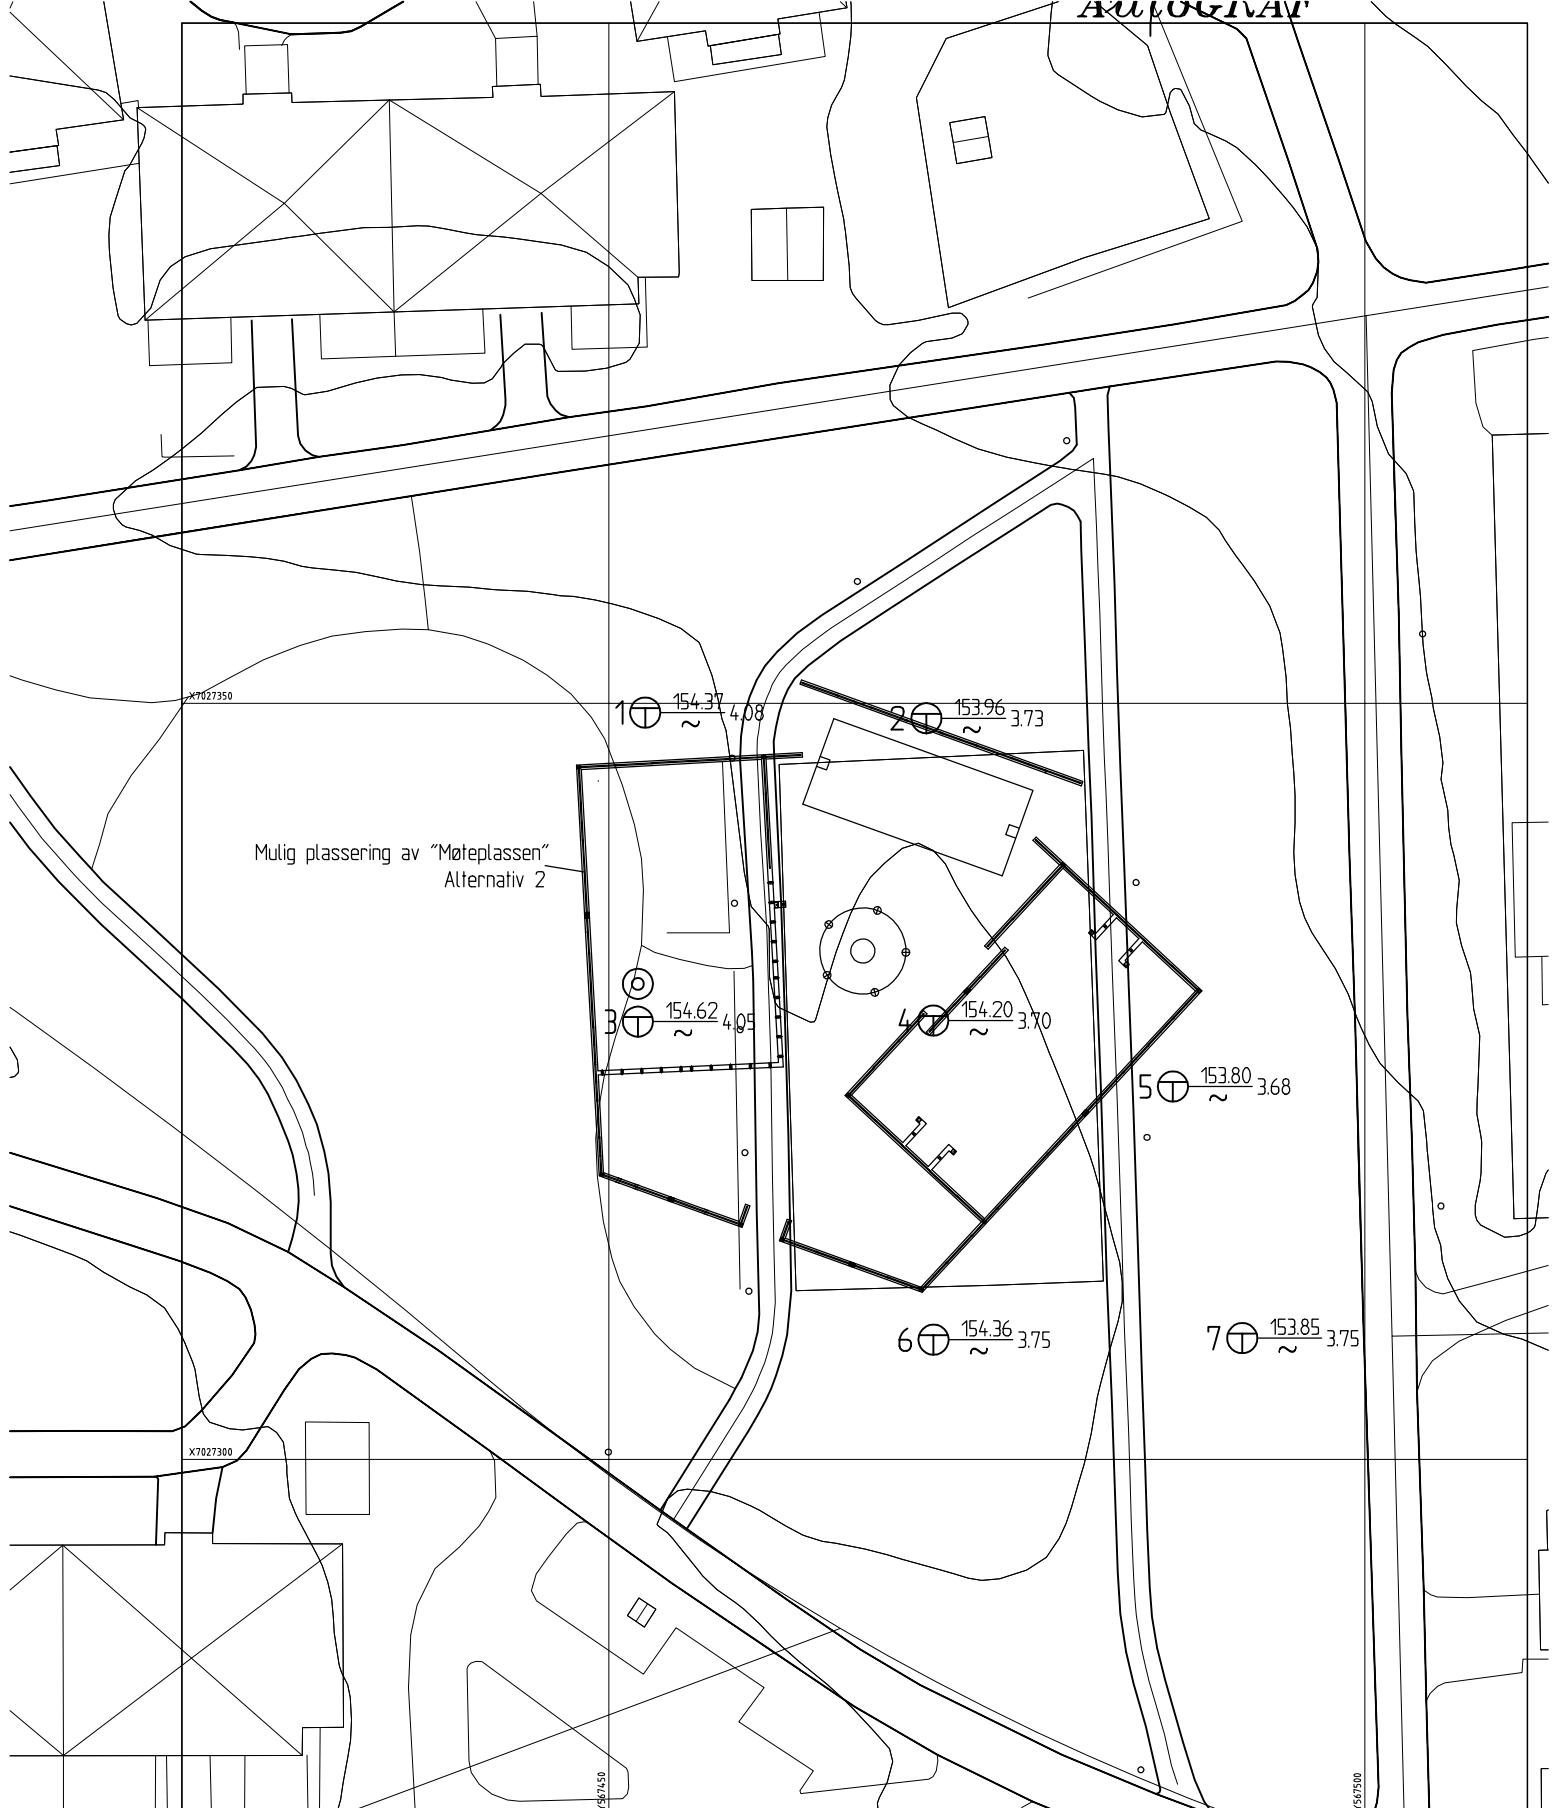 AutoGRAF
X7027350
1 154.37 ~ 4.08
2 153.96 ~ 3.73
Mulig plassering av "Møteplassen"
Alternativ 2
3 154.62 ~ 4.05
4 154.20 ~ 3.70
5 153.80 ~ 3.68
6 154.36 ~ 3.75
7 153.85 ~ 3.75
X7027300